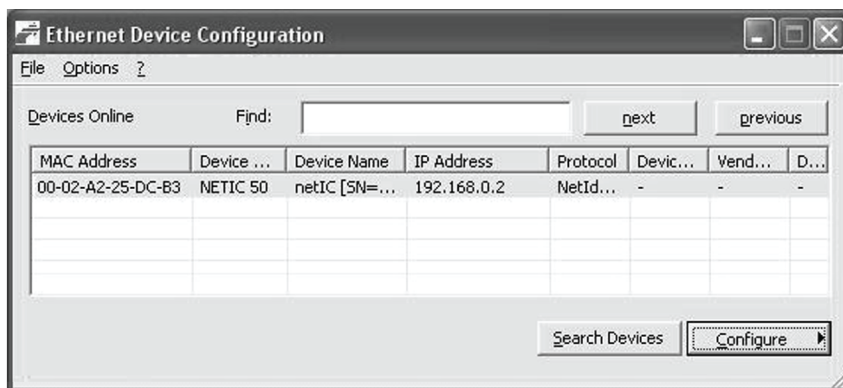 Ethernet Device Configuration
File Options ?
Devices Online Find: next previous
MAC Address Device ... Device Name IP Address Protocol Devic... Vend... D...
00-02-A2-25-DC-B3 NETIC 50 netIC [SN=... 192.168.0.2 NetId... - - -
Search Devices Configure